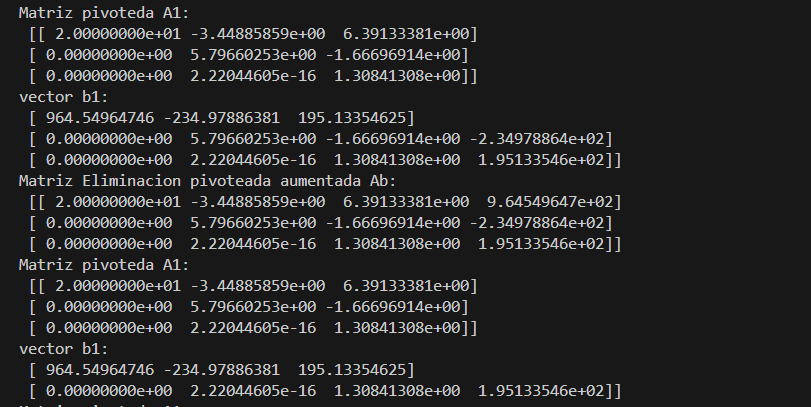 Matriz pivoteda A1:
[[ 2.00000000e+01 -3.44885859e+00  6.39133381e+00]
[ 0.00000000e+00  5.79660253e+00 -1.66696914e+00]
[ 0.00000000e+00  2.22044605e-16  1.30841308e+00]]
vector b1:
[ 964.54964746 -234.97886381  195.13354625]
[ 0.00000000e+00  5.79660253e+00 -1.66696914e+00 -2.34978864e+02]
[ 0.00000000e+00  2.22044605e-16  1.30841308e+00  1.95133546e+02]]
Matriz Eliminacion pivoteada aumentada Ab:
[[ 2.00000000e+01 -3.44885859e+00  6.39133381e+00  9.64549647e+02]
[ 0.00000000e+00  5.79660253e+00 -1.66696914e+00 -2.34978864e+02]
[ 0.00000000e+00  2.22044605e-16  1.30841308e+00  1.95133546e+02]]
Matriz pivoteda A1:
[[ 2.00000000e+01 -3.44885859e+00  6.39133381e+00]
[ 0.00000000e+00  5.79660253e+00 -1.66696914e+00]
[ 0.00000000e+00  2.22044605e-16  1.30841308e+00]]
vector b1:
[ 964.54964746 -234.97886381  195.13354625]
[ 0.00000000e+00  2.22044605e-16  1.30841308e+00  1.95133546e+02]]